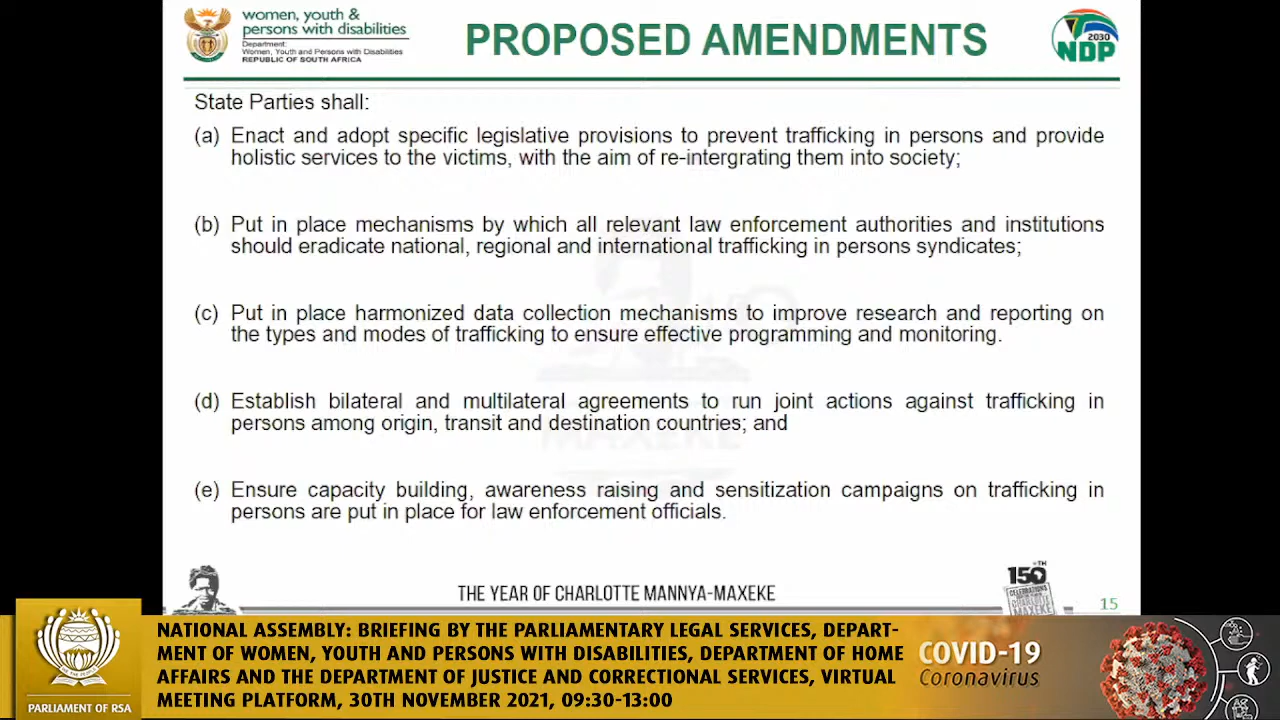 women, youth &
persons with disabilities
Department:
Women, Youth and Persons with Disabilities
REPUBLIC OF SOUTH AFRICA
PROPOSED AMENDMENTS
2030
NDP
State Parties shall:
(a) Enact and adopt specific legislative provisions to prevent trafficking in persons and provide
holistic services to the victims, with the aim of re-intergrating them into society;
(b) Put in place mechanisms by which all relevant law enforcement authorities and institutions
should eradicate national, regional and international trafficking in persons syndicates;
(c) Put in place harmonized data collection mechanisms to improve research and reporting on
the types and modes of trafficking to ensure effective programming and monitoring.
(d) Establish bilateral and multilateral agreements to run joint actions against trafficking in
persons among origin, transit and destination countries; and
(e) Ensure capacity building, awareness raising and sensitization campaigns on trafficking in
persons are put in place for law enforcement officials.
MAXEKE
THE YEAR OF CHARLOTTE MANNYA-MAXEKE
150TH
CELEBRATIONS
CHARLOTTE
MAXEKE
15
PARLIAMENT OF RSA
NATIONAL ASSEMBLY: BRIEFING BY THE PARLIAMENTARY LEGAL SERVICES, DEPART-
MENT OF WOMEN, YOUTH AND PERSONS WITH DISABILITIES, DEPARTMENT OF HOME
AFFAIRS AND THE DEPARTMENT OF JUSTICE AND CORRECTIONAL SERVICES, VIRTUAL
MEETING PLATFORM, 30TH NOVEMBER 2021, 09:30-13:00
COVID-19
Coronavirus